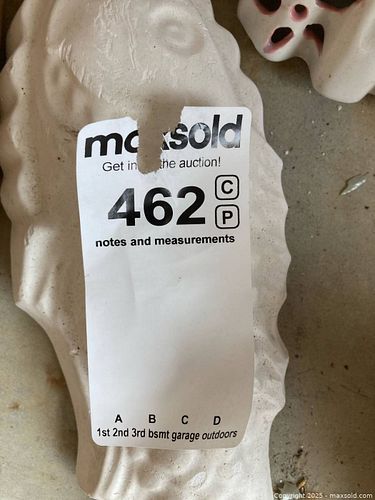 maxsold
Get in the auction!
462 C
P
notes and measurements
A B C D
1st 2nd 3rd bsmt garage outdoors
Copyright 2025 - maxsold.com